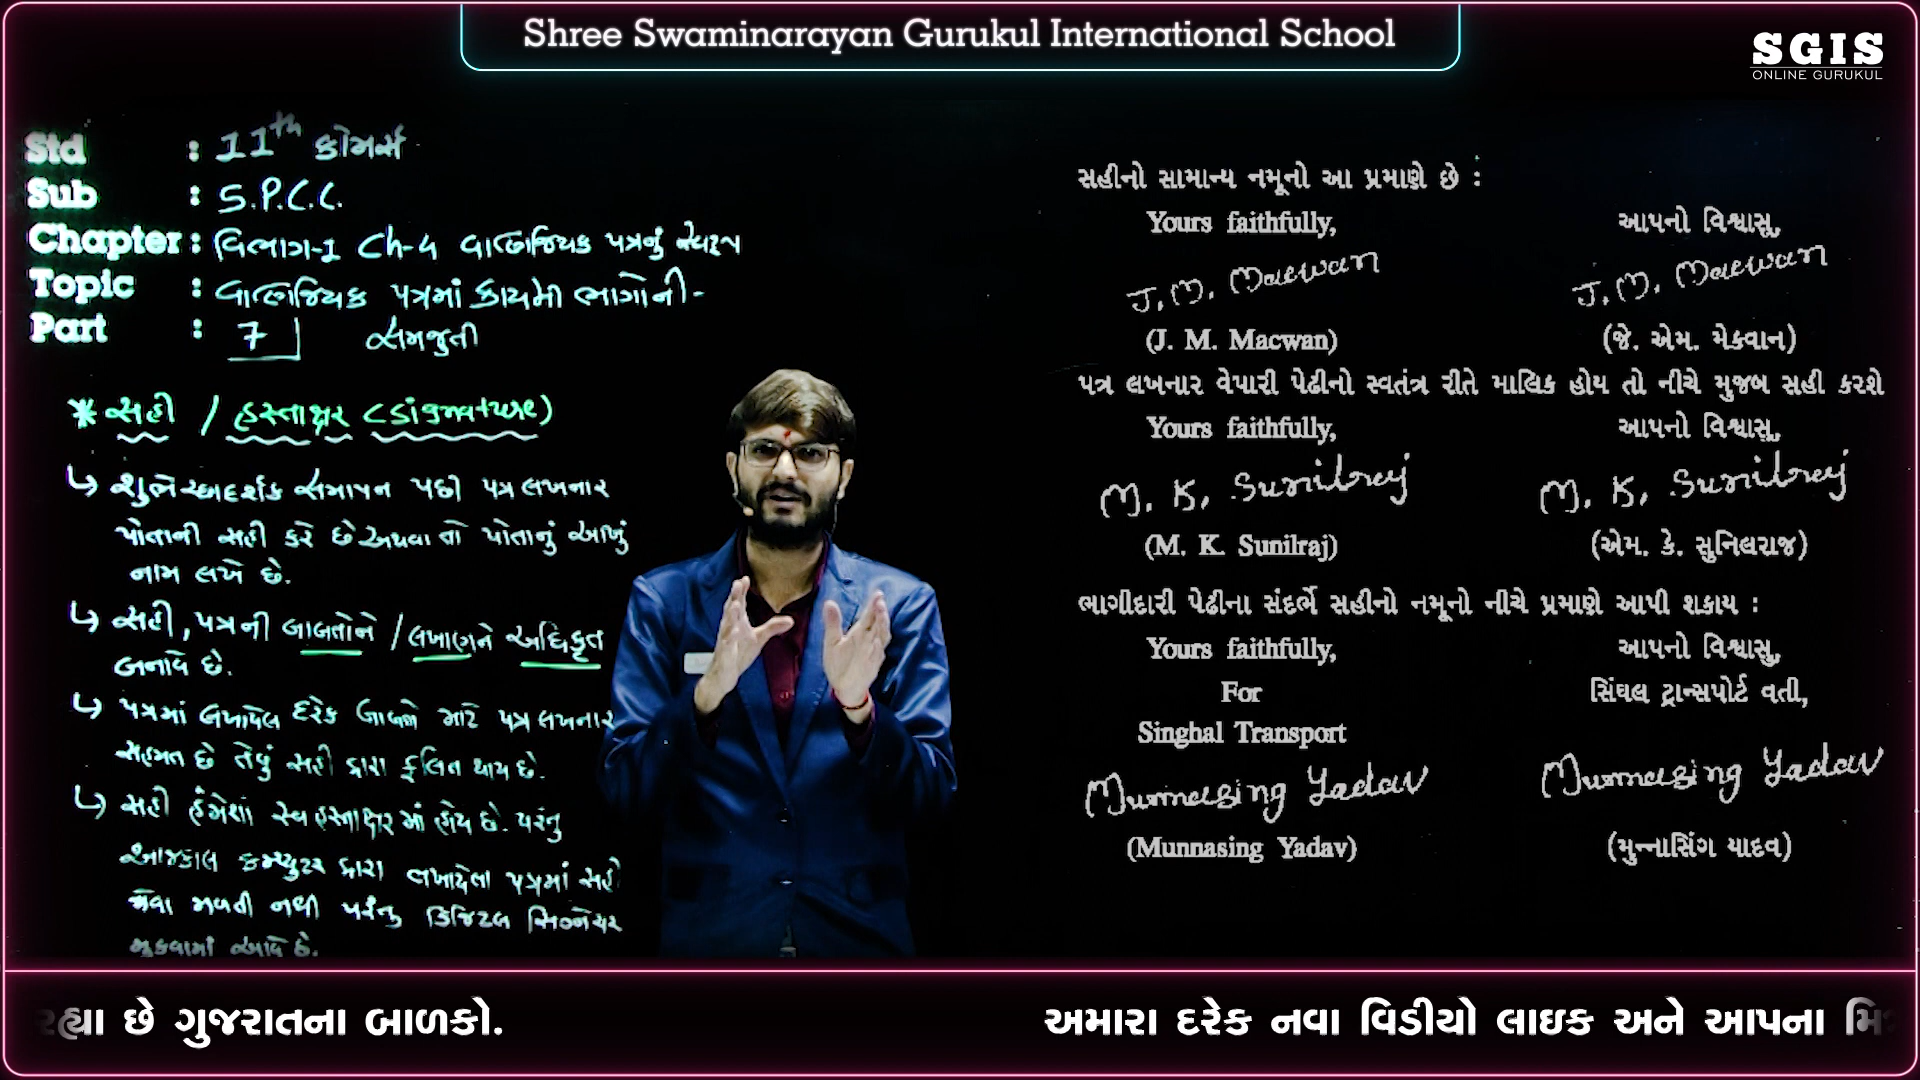 Shree Swaminarayan Gurukul International School
SGIS
ONLINE GURUKUL
Std : 11th કોમર્સ
Sub : S.P.C.C.
Chapter : વિભાગ-1 Ch-4 વાણિજ્યિક પત્રનું સ્વરૂપ
Topic : વાણિજ્યિક પત્રમાં કાયમી ભાગોની-
Part : 7 સમજુતી
* સહી / હસ્તાક્ષર (Signature)
↳ શુભેચ્છાદર્શક સમાપન પછી પત્ર લખનાર
પોતાની સહી કરે છે અથવા તો પોતાનું આખું
નામ લખે છે.
↳ સહી, પત્રની બાબતોને / લખાણને અધિકૃત
બનાવે છે.
↳ પત્રમાં લખાયેલ દરેક બાબત માટે પત્ર લખનાર
સહમત છે તેવું સહી દ્વારા ફલિત થાય છે.
↳ સહી હંમેશાં સ્વહસ્તાક્ષરમાં હોય છે. પરંતુ
આજકાલ કમ્પ્યુટર દ્વારા લખાયેલા પત્રમાં સહી
જોવા મળતી નથી પરંતુ ડિજિટલ સિગ્નેચર
મુકવામાં આવે છે.
સહીનો સામાન્ય નમૂનો આ પ્રમાણે છે :
Yours faithfully, આપનો વિશ્વાસુ,
J. M. Macwan J. M. Macwan
(J. M. Macwan) (જે. એમ. મેકવાન)
પત્ર લખનાર વેપારી પેઢીનો સ્વતંત્ર રીતે માલિક હોય તો નીચે મુજબ સહી કરશે
Yours faithfully, આપનો વિશ્વાસુ,
M. K. Sunilraj M. K. Sunilraj
(M. K. Sunilraj) (એમ. કે. સુનિલરાજ)
ભાગીદારી પેઢીના સંદર્ભે સહીનો નમૂનો નીચે પ્રમાણે આપી શકાય :
Yours faithfully, આપનો વિશ્વાસુ,
For સિંઘલ ટ્રાન્સપોર્ટ વતી,
Singhal Transport
Munnasing Yadav Munnasing Yadav
(Munnasing Yadav) (મુન્નાસિંગ યાદવ)
રહ્યા છે ગુજરાતના બાળકો. અમારા દરેક નવા વિડીયો લાઇક અને આપના